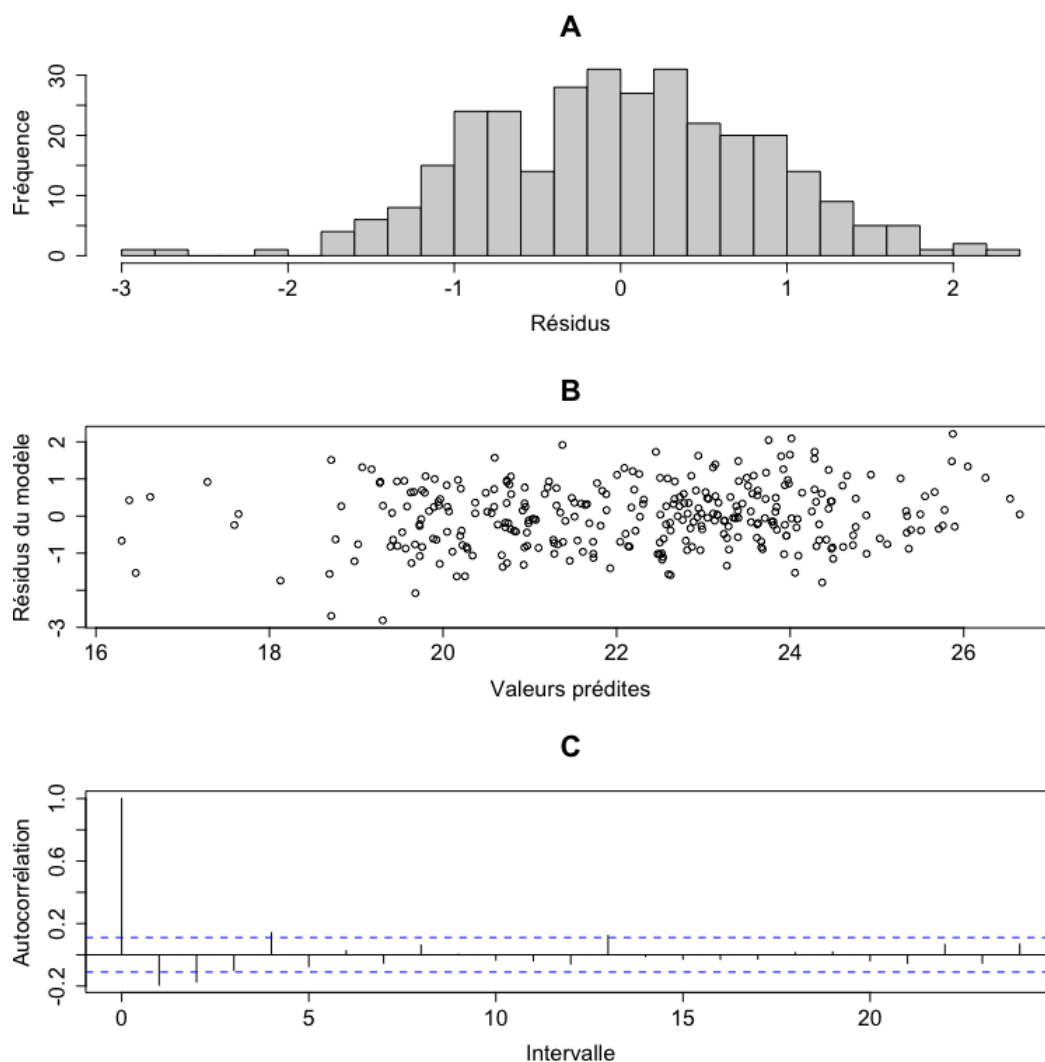 A
Fréquence
0 10 20 30
-3 -2 -1 0 1 2
Résidus
B
Résidus du modèle
-3 -1 0 1 2
16 18 20 22 24 26
Valeurs prédites
C
Autocorrélation
-0.2 0.2 0.6 1.0
0 5 10 15 20
Intervalle